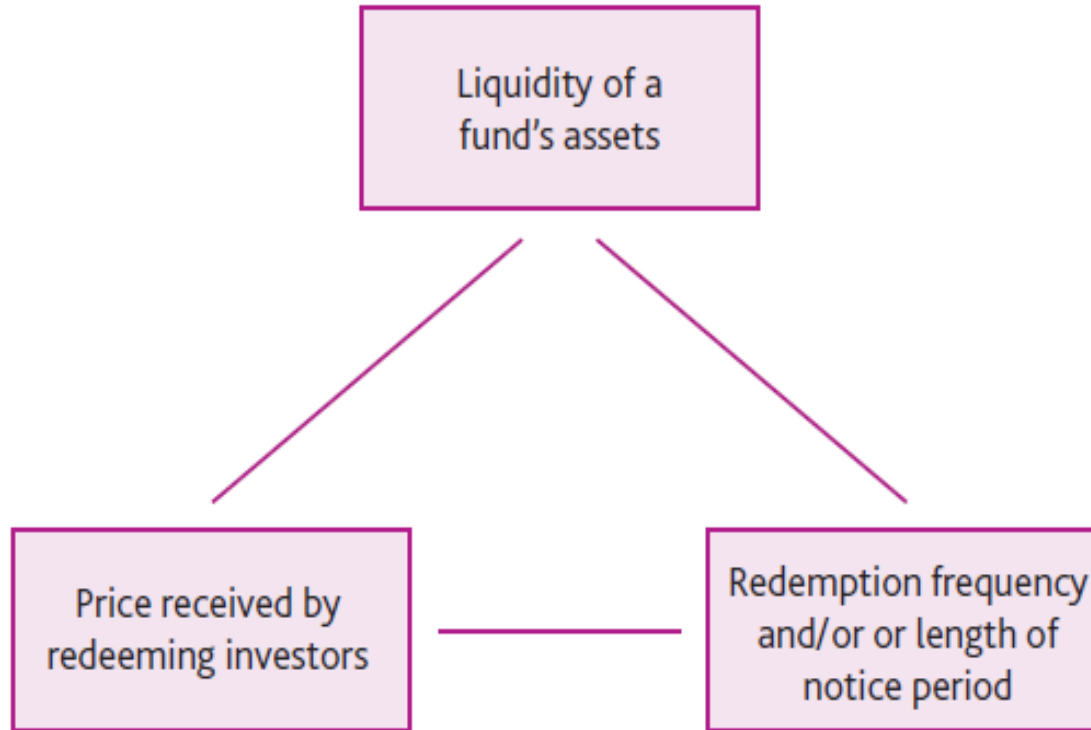 Liquidity of a
fund's assets
Price received by
redeeming investors
Redemption frequency
and/or or length of
notice period